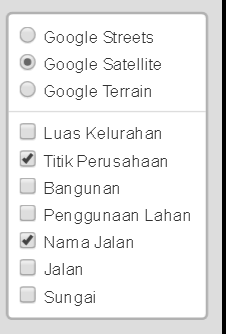 Google Streets
Google Satellite
Google Terrain
Luas Kelurahan
Titik Perusahaan
Bangunan
Penggunaan Lahan
Nama Jalan
Jalan
Sungai